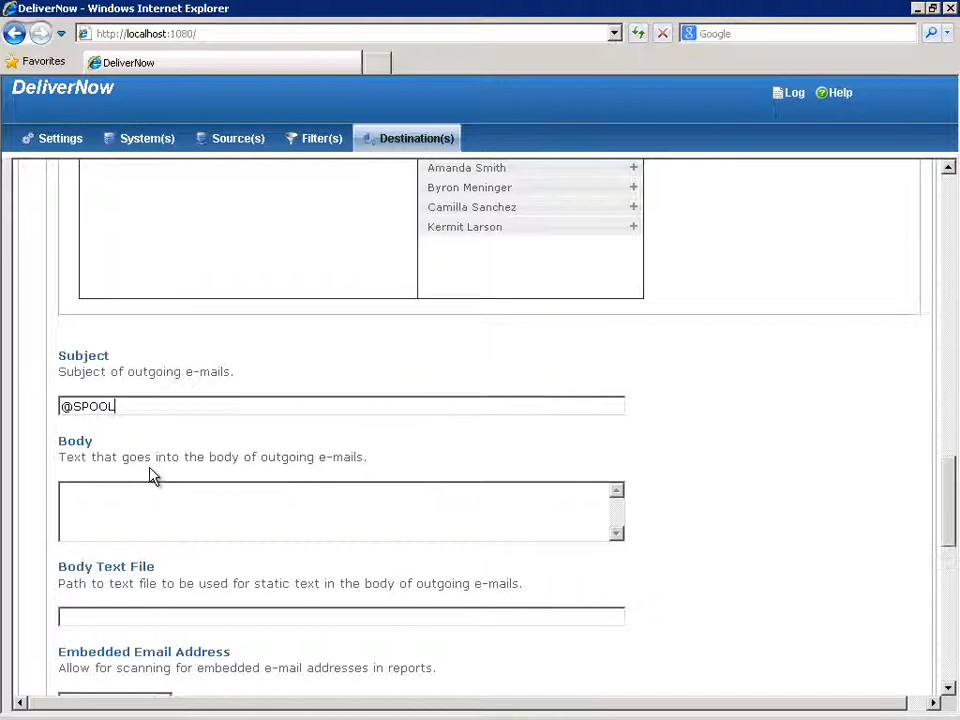 DeliverNow - Windows Internet Explorer
http://localhost:1080/
Google
Favorites
DeliverNow
DeliverNow
Log
Help
Settings
System(s)
Source(s)
Filter(s)
Destination(s)
Amanda Smith +
Byron Meninger +
Camilla Sanchez +
Kermit Larson +
Subject
Subject of outgoing e-mails.
@SPOOL
Body
Text that goes into the body of outgoing e-mails.
Body Text File
Path to text file to be used for static text in the body of outgoing e-mails.
Embedded Email Address
Allow for scanning for embedded e-mail addresses in reports.